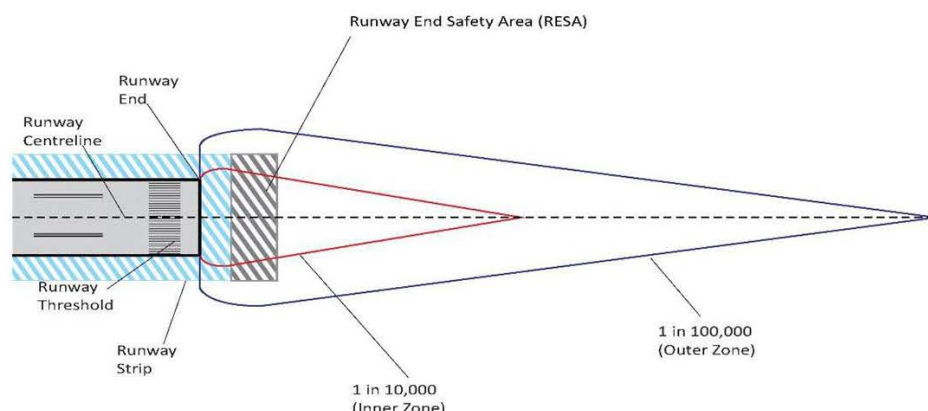 Runway End Safety Area (RESA)
Runway
End
Runway
Centreline
Runway
Threshold
Runway
Strip
1 in 100,000
(Outer Zone)
1 in 10,000
(Inner Zone)